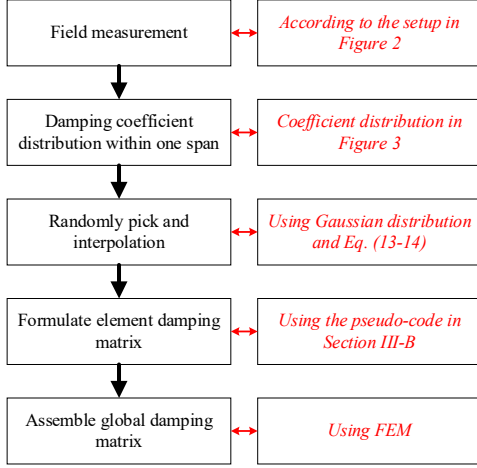 Field measurement
According to the setup in
Figure 2
Damping coefficient
distribution within one span
Coefficient distribution in
Figure 3
Randomly pick and
interpolation
Using Gaussian distribution
and Eq. (13-14)
Formulate element damping
matrix
Using the pseudo-code in
Section III-B
Assemble global damping
matrix
Using FEM